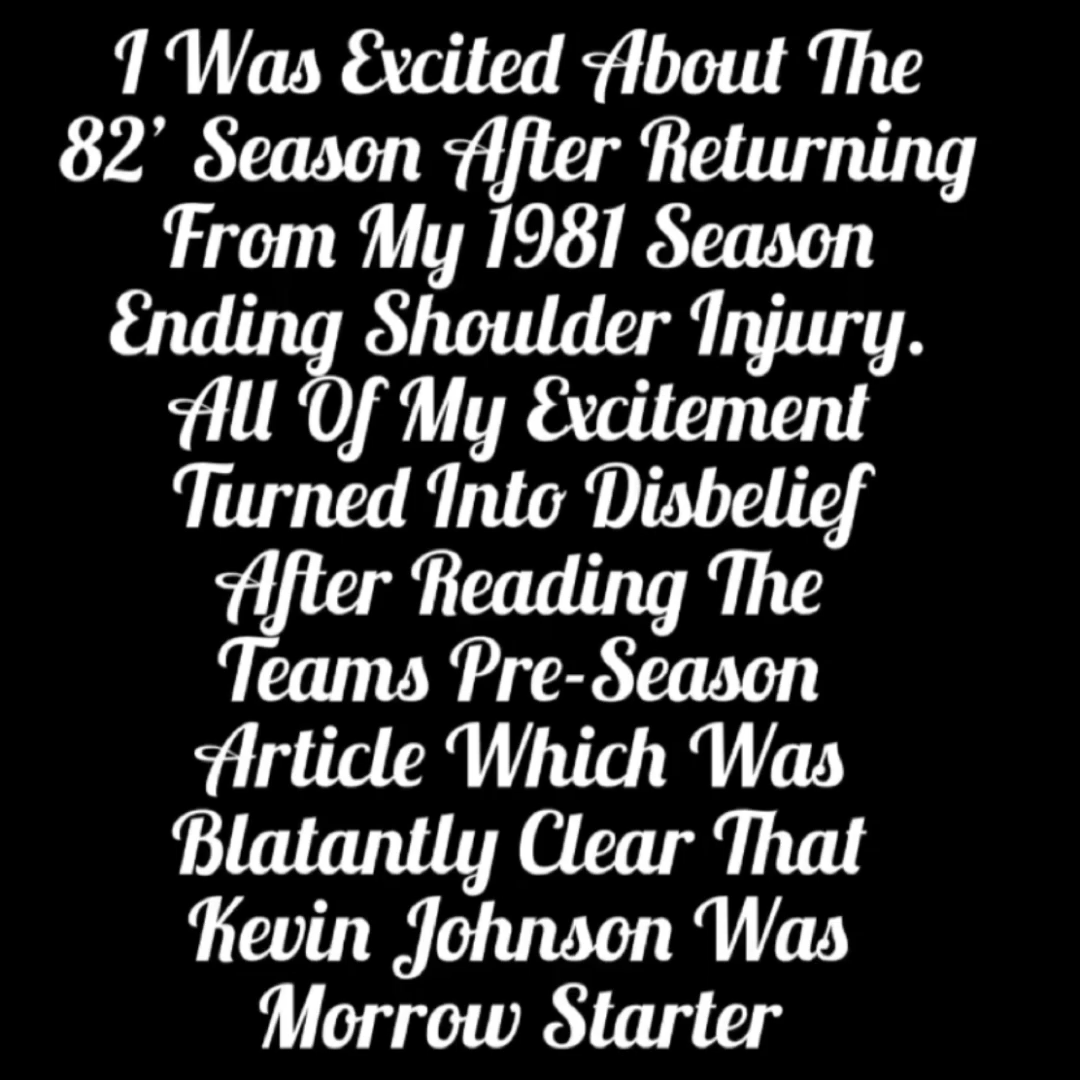 I Was Excited About The
82’ Season After Returning
From My 1981 Season
Ending Shoulder Injury.
All Of My Excitement
Turned Into Disbelief
After Reading The
Teams Pre-Season
Article Which Was
Blatantly Clear That
Kevin Johnson Was
Morrow Starter